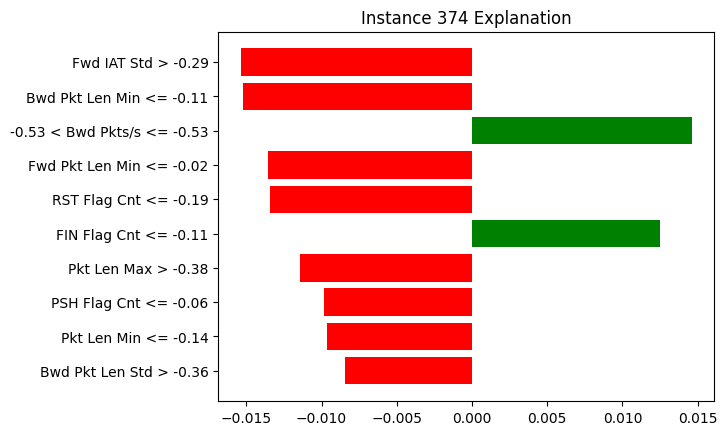 Instance 374 Explanation
Fwd IAT Std > -0.29
Bwd Pkt Len Min <= -0.11
-0.53 < Bwd Pkts/s <= -0.53
Fwd Pkt Len Min <= -0.02
RST Flag Cnt <= -0.19
FIN Flag Cnt <= -0.11
Pkt Len Max > -0.38
PSH Flag Cnt <= -0.06
Pkt Len Min <= -0.14
Bwd Pkt Len Std > -0.36
−0.015 −0.010 −0.005 0.000 0.005 0.010 0.015